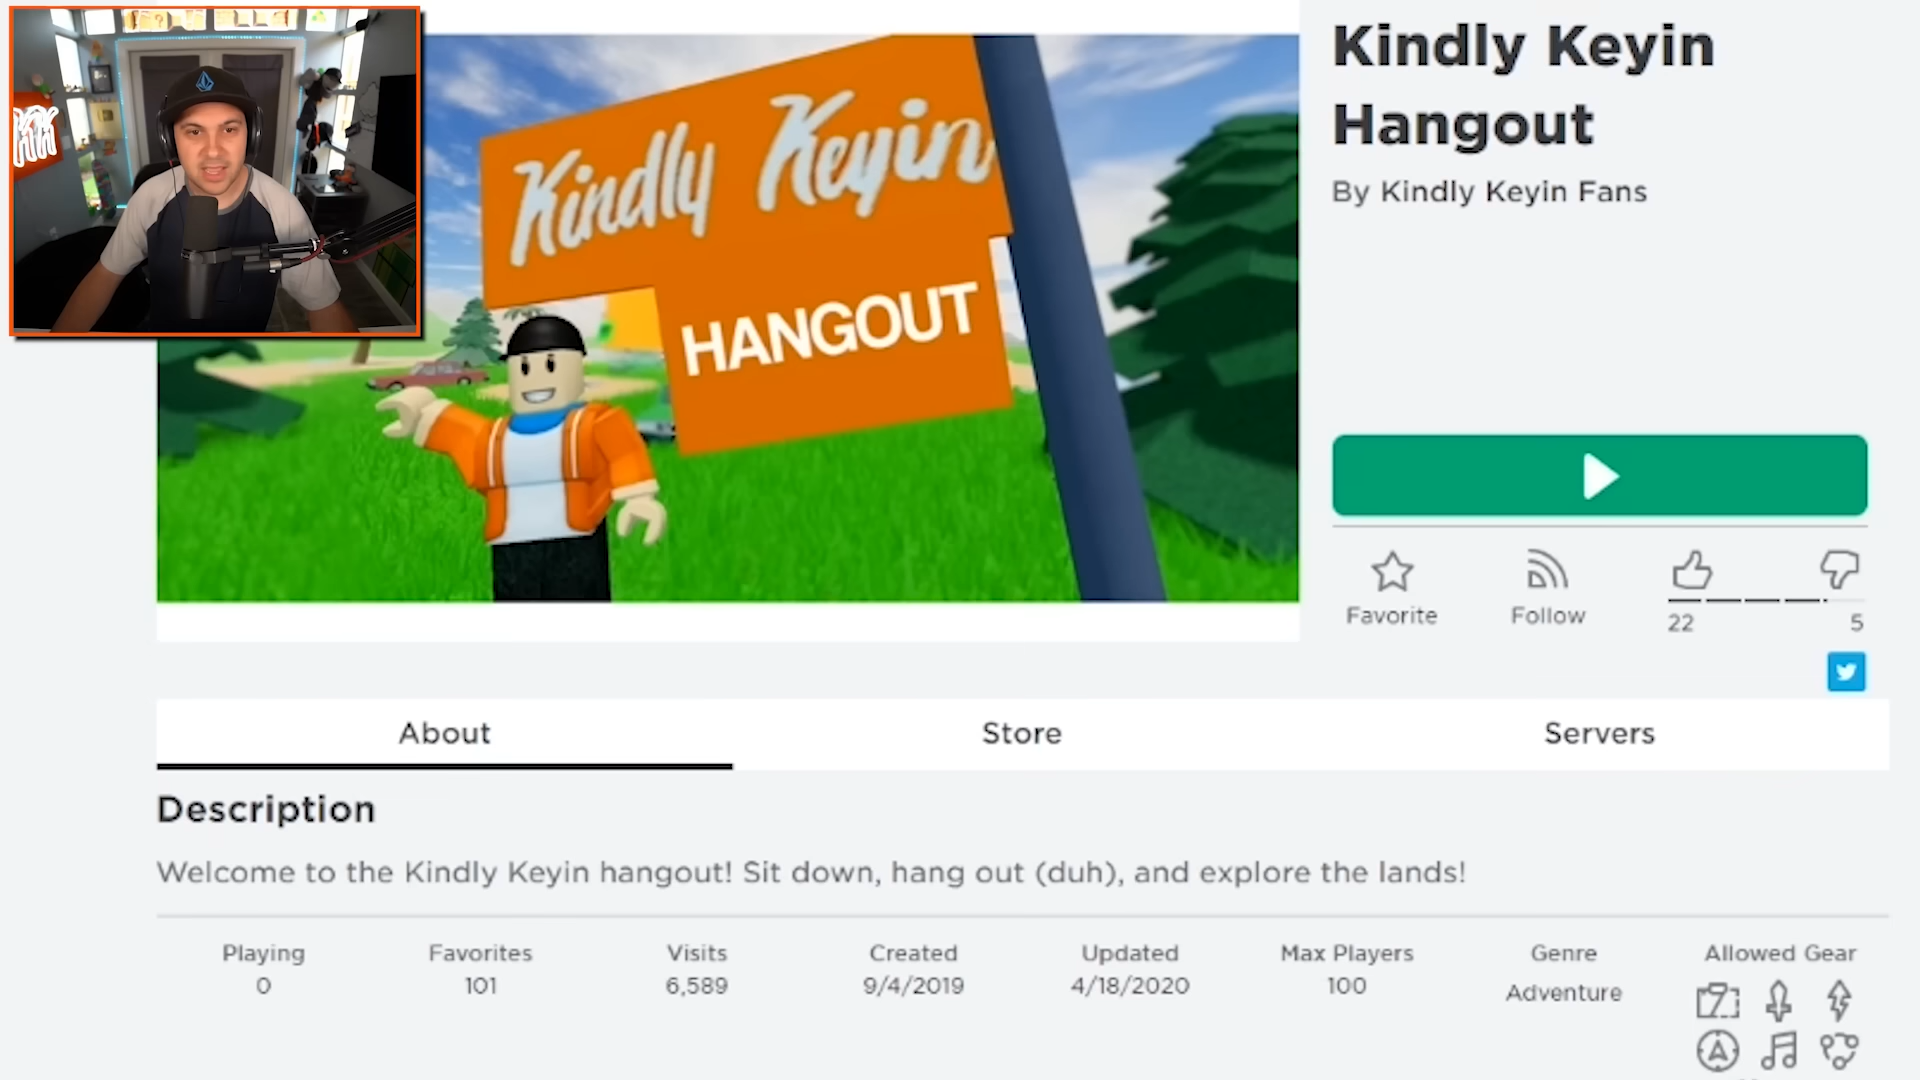 KK
Kindly Keyin
HANGOUT
Kindly Keyin
Hangout
By Kindly Keyin Fans
Favorite
Follow
22
5
About
Store
Servers
Description
Welcome to the Kindly Keyin hangout! Sit down, hang out (duh), and explore the lands!
Playing
0
Favorites
101
Visits
6,589
Created
9/4/2019
Updated
4/18/2020
Max Players
100
Genre
Adventure
Allowed Gear